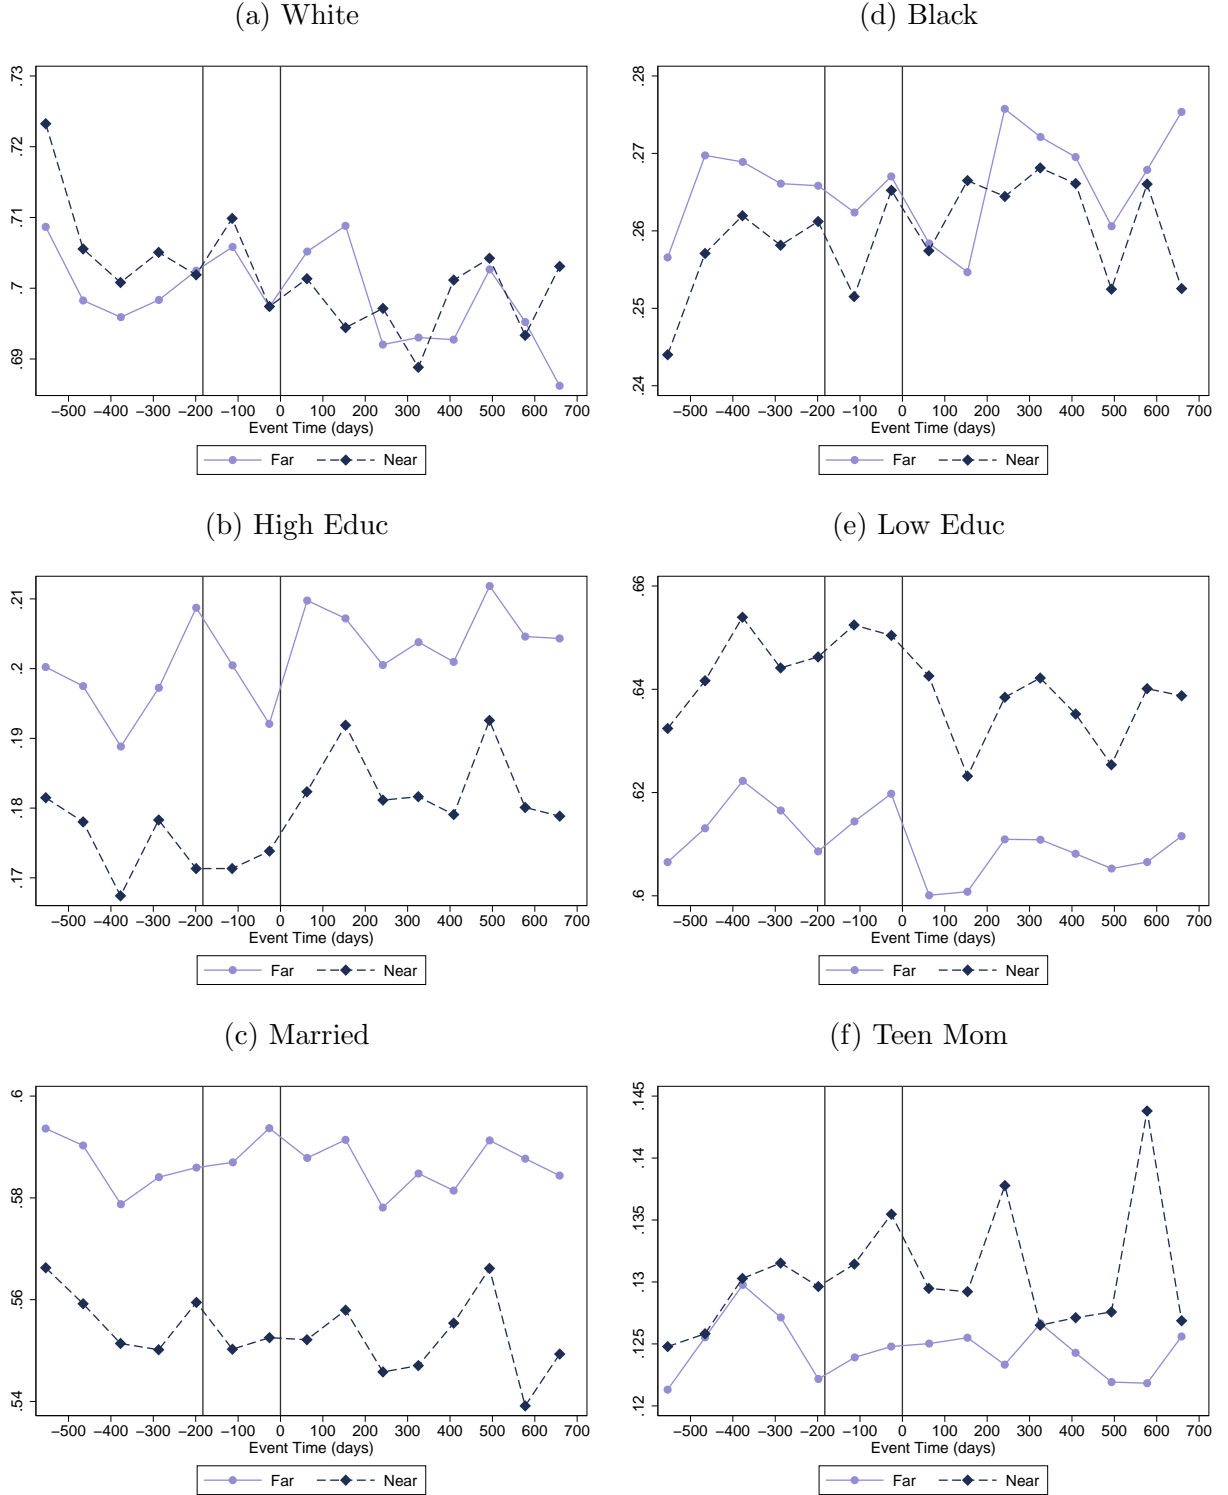 (a) White
.73
.72
.71
.7
.69
−500 −400 −300 −200 −100 0 100 200 300 400 500 600 700
Event Time (days)
Far Near
(d) Black
.28
.27
.26
.25
.24
−500 −400 −300 −200 −100 0 100 200 300 400 500 600 700
Event Time (days)
Far Near
(b) High Educ
.21
.2
.19
.18
.17
−500 −400 −300 −200 −100 0 100 200 300 400 500 600 700
Event Time (days)
Far Near
(e) Low Educ
.66
.64
.62
.6
−500 −400 −300 −200 −100 0 100 200 300 400 500 600 700
Event Time (days)
Far Near
(c) Married
.6
.58
.56
.54
−500 −400 −300 −200 −100 0 100 200 300 400 500 600 700
Event Time (days)
Far Near
(f) Teen Mom
.145
.14
.135
.13
.125
.12
−500 −400 −300 −200 −100 0 100 200 300 400 500 600 700
Event Time (days)
Far Near